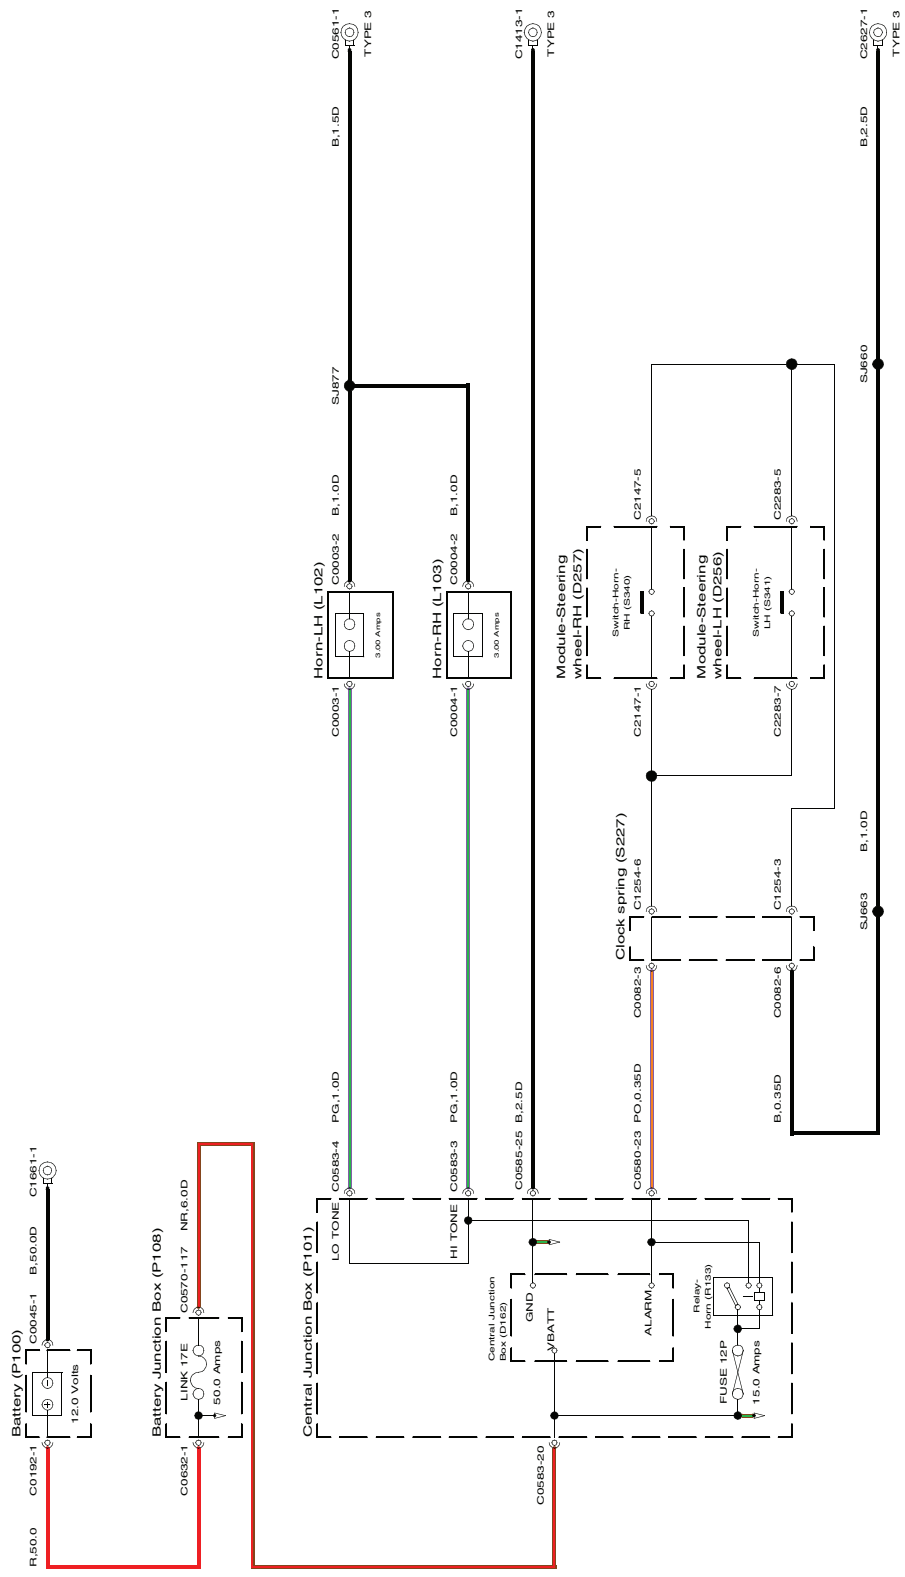 Battery (P100)
C0192-1
R,50.0
12.0 Volts
C0045-1
B,50.0D
C1661-1
Battery Junction Box (P108)
C0632-1
LINK 17E
50.0 Amps
C0570-117
NR,6.0D
Central Junction Box (P101)
LO TONE
C0583-4
PG,1.0D
C0003-1
Horn-LH (L102)
3.00 Amps
C0003-2
B,1.0D
SJ877
B,1.5D
C0561-1
TYPE 3
HI TONE
C0583-3
PG,1.0D
C0004-1
Horn-RH (L103)
3.00 Amps
C0004-2
B,1.0D
Central Junction
Box (D162)
GND
VBATT
ALARM
C0583-20
C0585-25
B,2.5D
C1413-1
TYPE 3
C0580-23
PO,0.35D
C0082-3
Clock spring (S227)
C1254-6
C2147-1
Module-Steering
wheel-RH (D257)
Switch-Horn-
RH (S340)
C2147-5
Relay-
Horn (R133)
FUSE 12P
15.0 Amps
C2283-7
Module-Steering
wheel-LH (D256)
Switch-Horn-
LH (S341)
C2283-5
B,0.35D
C0082-6
C1254-3
SJ663
B,1.0D
SJ660
B,2.5D
C2627-1
TYPE 3